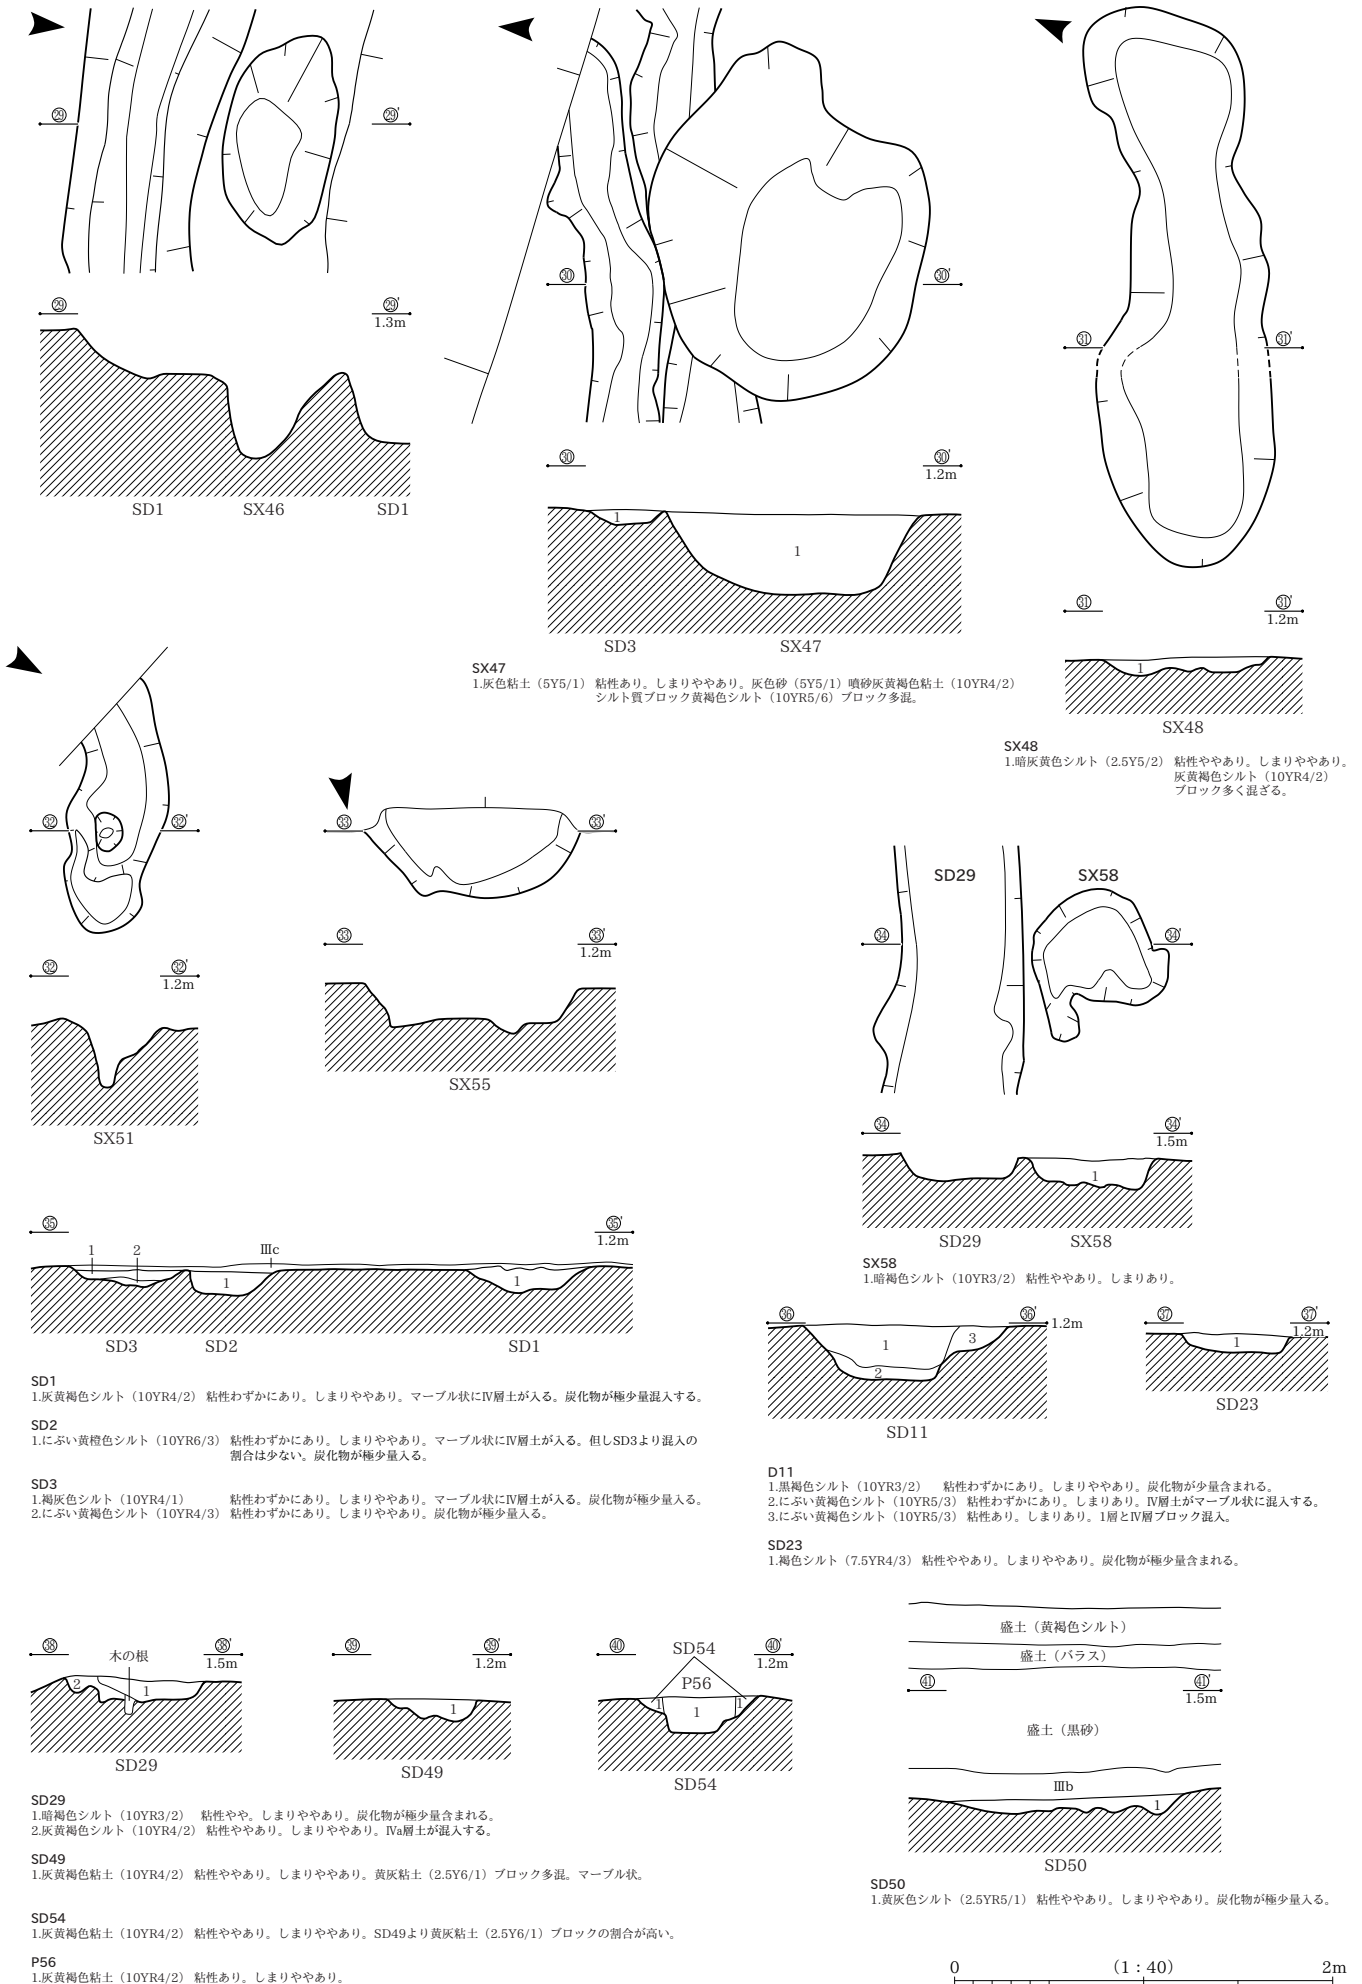 ㉙ ㉙'
㉙ ㉙'
1.3m
SD1 SX46 SD1
㉚ ㉚'
㉚ ㉚'
1.2m
1
1
SD3 SX47
SX47
1.灰色粘土（5Y5/1） 粘性あり。しまりややあり。灰色砂（5Y5/1）噴砂灰黄褐色粘土（10YR4/2）
シルト質ブロック黄褐色シルト（10YR5/6）ブロック多混。
㉛ ㉛'
㉛ ㉛'
1.2m
1
SX48
SX48
1.暗灰黄色シルト（2.5Y5/2） 粘性ややあり。しまりややあり。
灰黄褐色シルト（10YR4/2）
ブロック多く混ざる。
㉜ ㉜'
㉜ ㉜'
1.2m
SX51
㉝ ㉝'
㉝ ㉝'
1.2m
SX55
SD29 SX58
㉞ ㉞'
㉞ ㉞'
1.5m
1
SD29 SX58
SX58
1.暗褐色シルト（10YR3/2） 粘性ややあり。しまりあり。
㉟ ㉟'
1.2m
1 2 Ⅲc
1 1
SD3 SD2 SD1
SD1
1.灰黄褐色シルト（10YR4/2） 粘性わずかにあり。しまりややあり。マーブル状にⅣ層土が入る。炭化物が極少量混入する。
SD2
1.にぶい黄橙色シルト（10YR6/3） 粘性わずかにあり。しまりややあり。マーブル状にⅣ層土が入る。但しSD3より混入の
割合は少ない。炭化物が極少量入る。
SD3
1.褐灰色シルト（10YR4/1） 粘性わずかにあり。しまりややあり。マーブル状にⅣ層土が入る。炭化物が極少量入る。
2.にぶい黄褐色シルト（10YR4/3） 粘性わずかにあり。しまりややあり。炭化物が極少量入る。
㊱ ㊱'
1.2m
1 3
2
SD11
㊲ ㊲'
1.2m
1
SD23
D11
1.黒褐色シルト（10YR3/2） 粘性わずかにあり。しまりややあり。炭化物が少量含まれる。
2.にぶい黄褐色シルト（10YR5/3） 粘性わずかにあり。しまりあり。Ⅳ層土がマーブル状に混入する。
3.にぶい黄褐色シルト（10YR5/3） 粘性あり。しまりあり。1層とⅣ層ブロック混入。
SD23
1.褐色シルト（7.5YR4/3） 粘性ややあり。しまりややあり。炭化物が極少量含まれる。
㊳ 木の根 ㊳'
1.5m
2 1
SD29
㊴ ㊴'
1.2m
1
SD49
㊵ SD54 ㊵'
1.2m
P56
1 1 1
SD54
盛土（黄褐色シルト）
盛土（バラス）
㊶ ㊶'
1.5m
盛土（黒砂）
Ⅲb
1
SD50
SD29
1.暗褐色シルト（10YR3/2） 粘性やや。しまりややあり。炭化物が極少量含まれる。
2.灰黄褐色シルト（10YR4/2） 粘性ややあり。しまりややあり。Ⅳa層土が混入する。
SD49
1.灰黄褐色粘土（10YR4/2） 粘性ややあり。しまりややあり。黄灰粘土（2.5Y6/1）ブロック多混。マーブル状。
SD50
1.黄灰色シルト（2.5YR5/1） 粘性ややあり。しまりややあり。炭化物が極少量入る。
SD54
1.灰黄褐色粘土（10YR4/2） 粘性ややあり。しまりややあり。SD49より黄灰粘土（2.5Y6/1）ブロックの割合が高い。
P56
1.灰黄褐色粘土（10YR4/2） 粘性あり。しまりややあり。
0 （1：40） 2m